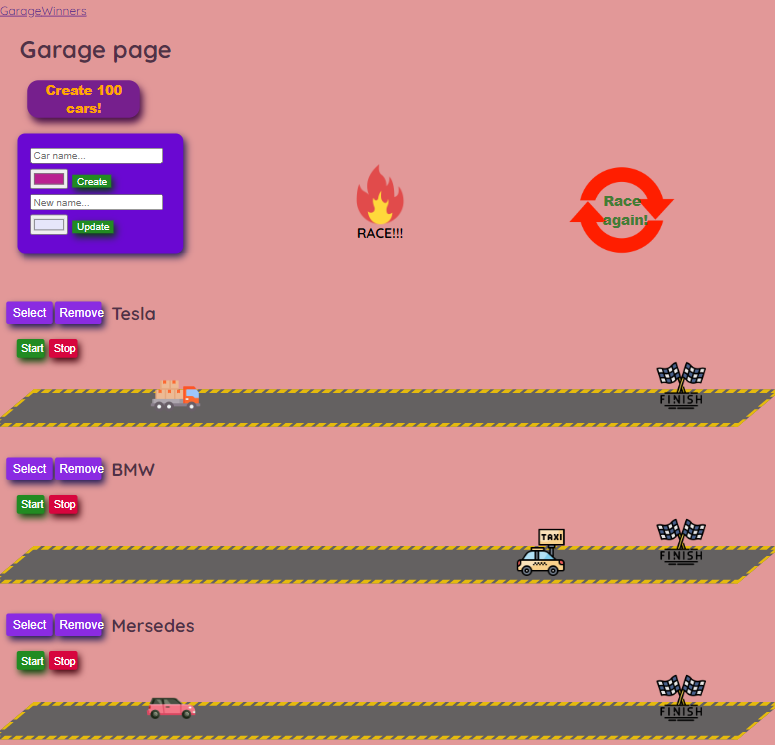 GarageWinners
Garage page
Create 100
cars!
Car name...
Create
New name...
Update
RACE!!!
Race
again!
Select Remove Tesla
Start Stop
FINISH
Select Remove BMW
Start Stop
TAXI
FINISH
Select Remove Mersedes
Start Stop
FINISH